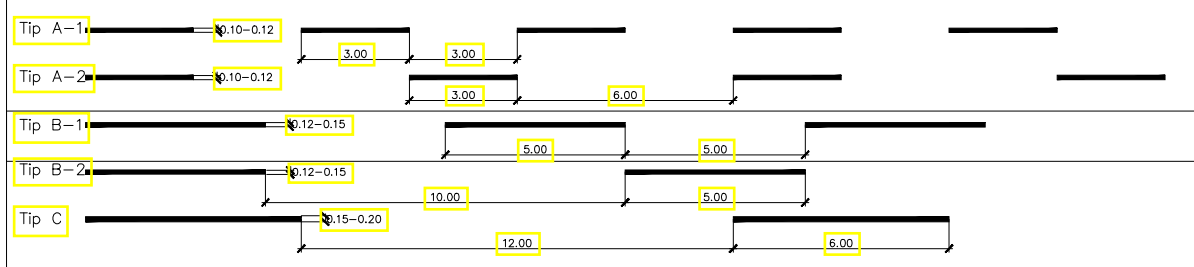 Tip A-1 0.10-0.12
3.00 3.00
Tip A-2 0.10-0.12
3.00 6.00
Tip B-1 0.12-0.15
5.00 5.00
Tip B-2 0.12-0.15
10.00 5.00
Tip C 0.15-0.20
12.00 6.00